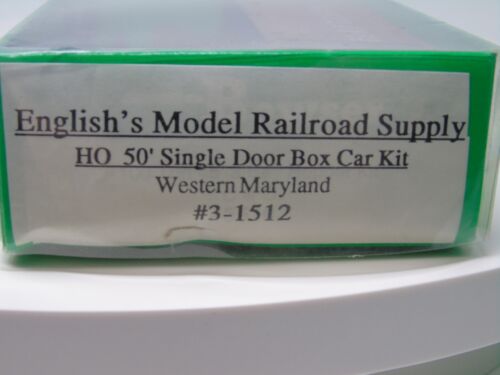 English's Model Railroad Supply
HO 50' Single Door Box Car Kit
Western Maryland
#3-1512